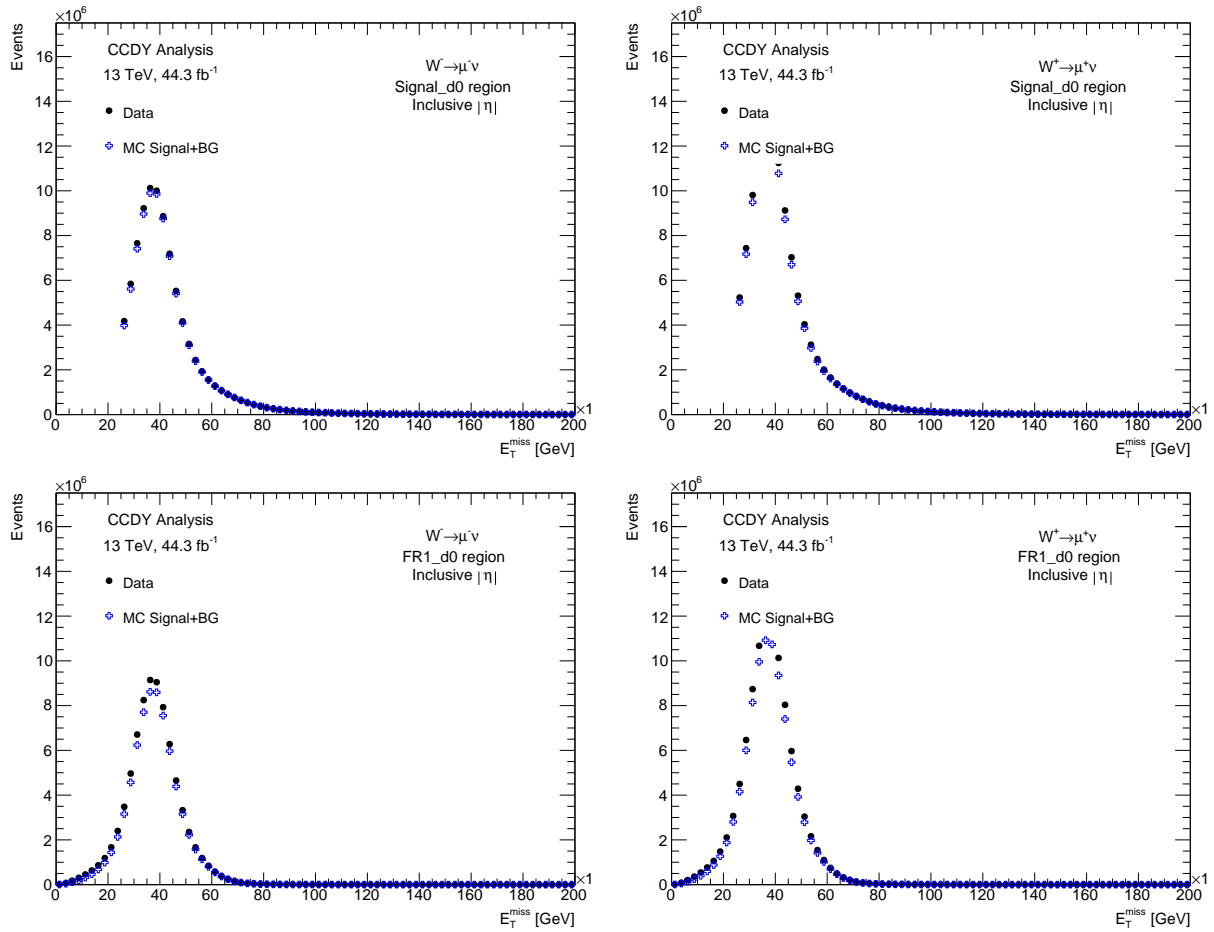 ×10⁶
Events
16
14
12
10
8
6
4
2
0
CCDY Analysis
13 TeV, 44.3 fb⁻¹
Data
MC Signal+BG
W⁻→μ⁻ν
Signal_d0 region
Inclusive |η|
0 20 40 60 80 100 120 140 160 180 200
×1
E_T^miss [GeV]
×10⁶
Events
16
14
12
10
8
6
4
2
0
CCDY Analysis
13 TeV, 44.3 fb⁻¹
Data
MC Signal+BG
W⁺→μ⁺ν
Signal_d0 region
Inclusive |η|
0 20 40 60 80 100 120 140 160 180 200
×1
E_T^miss [GeV]
×10⁶
Events
16
14
12
10
8
6
4
2
0
CCDY Analysis
13 TeV, 44.3 fb⁻¹
Data
MC Signal+BG
W⁻→μ⁻ν
FR1_d0 region
Inclusive |η|
0 20 40 60 80 100 120 140 160 180 200
×1
E_T^miss [GeV]
×10⁶
Events
16
14
12
10
8
6
4
2
0
CCDY Analysis
13 TeV, 44.3 fb⁻¹
Data
MC Signal+BG
W⁺→μ⁺ν
FR1_d0 region
Inclusive |η|
0 20 40 60 80 100 120 140 160 180 200
×1
E_T^miss [GeV]